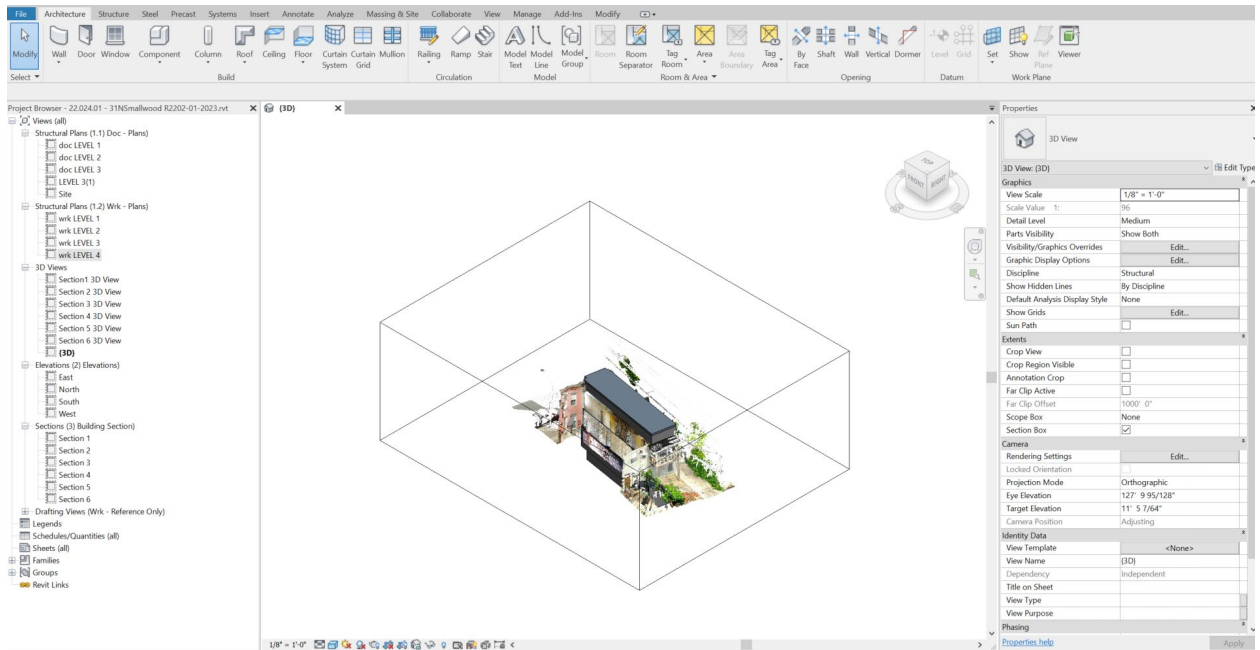 File Architecture Structure Steel Precast Systems Insert Annotate Analyze Massing & Site Collaborate View Manage Add-Ins Modify
Modify Wall Door Window Component Column Roof Ceiling Floor Curtain System Curtain Grid Mullion Railing Ramp Stair Model Text Model Line Model Group Room Room Separator Tag Room Area Area Boundary Tag Area By Face Shaft Wall Vertical Dormer Level Grid Set Show Ref Plane Viewer
Select Build Circulation Model Room & Area Opening Datum Work Plane
Project Browser - 22.024.01 - 31NSmallwood R2202-01-2023.rvt
Views (all)
Structural Plans (1.1) Doc - Plans)
doc LEVEL 1
doc LEVEL 2
doc LEVEL 3
LEVEL 3(1)
Site
Structural Plans (1.2) Wrk - Plans)
wrk LEVEL 1
wrk LEVEL 2
wrk LEVEL 3
wrk LEVEL 4
3D Views
Section1 3D View
Section 2 3D View
Section 3 3D View
Section 4 3D View
Section 5 3D View
Section 6 3D View
{3D}
Elevations (2) Elevations)
East
North
South
West
Sections (3) Building Section)
Section 1
Section 2
Section 3
Section 4
Section 5
Section 6
Drafting Views (Wrk - Reference Only)
Legends
Schedules/Quantities (all)
Sheets (all)
Families
Groups
Revit Links
{3D}
TOP
FRONT RIGHT
1/8" = 1'-0"
Properties
3D View
3D View: {3D} Edit Type
Graphics
View Scale 1/8" = 1'-0"
Scale Value 1: 96
Detail Level Medium
Parts Visibility Show Both
Visibility/Graphics Overrides Edit...
Graphic Display Options Edit...
Discipline Structural
Show Hidden Lines By Discipline
Default Analysis Display Style None
Show Grids Edit...
Sun Path
Extents
Crop View
Crop Region Visible
Annotation Crop
Far Clip Active
Far Clip Offset 1000' 0"
Scope Box None
Section Box
Camera
Rendering Settings Edit...
Locked Orientation
Projection Mode Orthographic
Eye Elevation 127' 9 95/128"
Target Elevation 11' 5 7/64"
Camera Position Adjusting
Identity Data
View Template <None>
View Name {3D}
Dependency Independent
Title on Sheet
View Type
View Purpose
Phasing
Properties help Apply